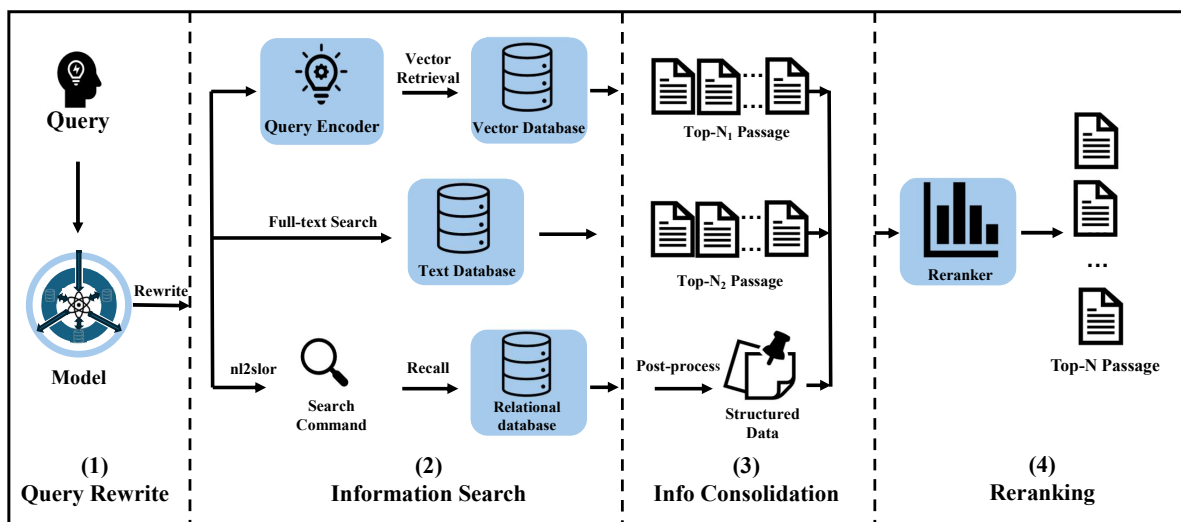 Query
Model
Rewrite
(1)
Query Rewrite
Query Encoder
Vector
Retrieval
Vector Database
Full-text Search
Text Database
nl2slor
Search
Command
Recall
Relational
database
(2)
Information Search
...
...
Top-N₁ Passage
...
...
Top-N₂ Passage
Post-process
Structured
Data
(3)
Info Consolidation
Reranker
...
Top-N Passage
(4)
Reranking